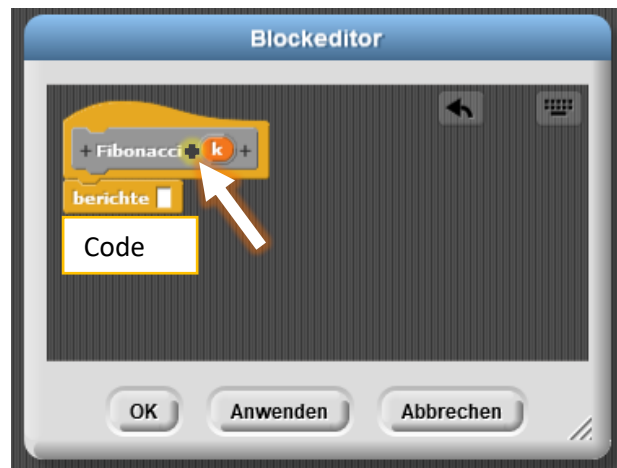 Blockeditor
+ Fibonacci + k +
berichte
Code
OK Anwenden Abbrechen